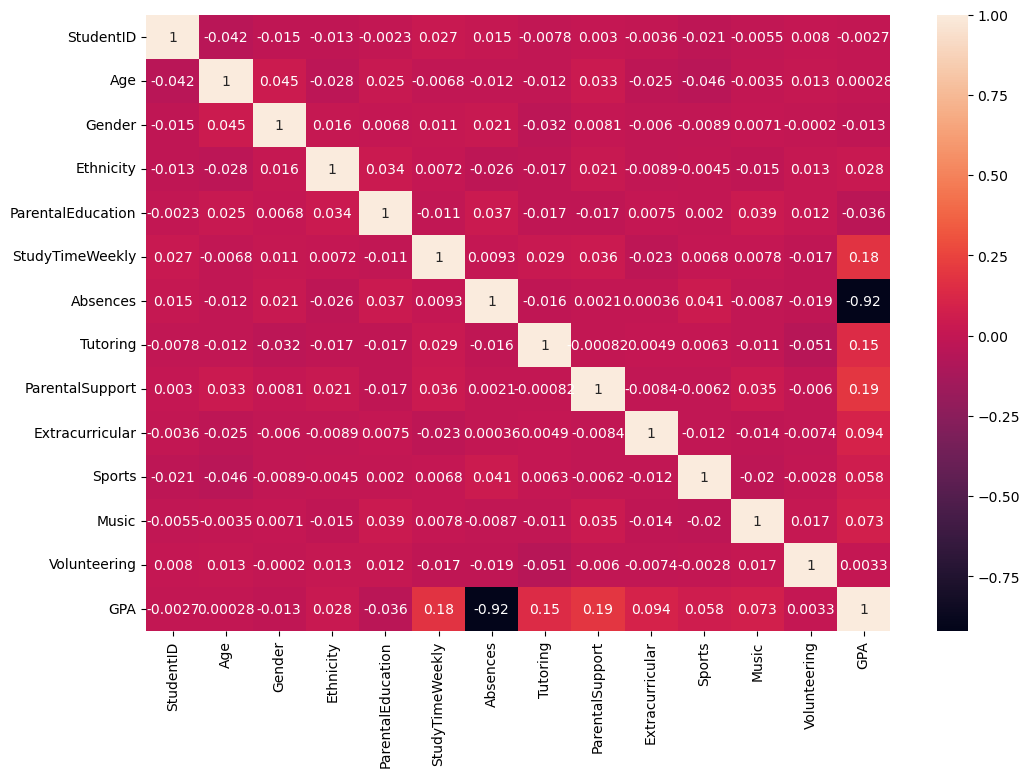 StudentID 1 -0.042 -0.015 -0.013 -0.0023 0.027 0.015 -0.0078 0.003 -0.0036 -0.021 -0.0055 0.008 -0.0027
Age -0.042 1 0.045 -0.028 0.025 -0.0068 -0.012 -0.012 0.033 -0.025 -0.046 -0.0035 0.013 0.00028
Gender -0.015 0.045 1 0.016 0.0068 0.011 0.021 -0.032 0.0081 -0.006 -0.0089 0.0071 -0.0002 -0.013
Ethnicity -0.013 -0.028 0.016 1 0.034 0.0072 -0.026 -0.017 0.021 -0.0089 -0.0045 -0.015 0.013 0.028
ParentalEducation -0.0023 0.025 0.0068 0.034 1 -0.011 0.037 -0.017 -0.017 0.0075 0.002 0.039 0.012 -0.036
StudyTimeWeekly 0.027 -0.0068 0.011 0.0072 -0.011 1 0.0093 0.029 0.036 -0.023 0.0068 0.0078 -0.017 0.18
Absences 0.015 -0.012 0.021 -0.026 0.037 0.0093 1 -0.016 0.0021 0.00036 0.041 -0.0087 -0.019 -0.92
Tutoring -0.0078 -0.012 -0.032 -0.017 -0.017 0.029 -0.016 1 -0.00082 0.0049 0.0063 -0.011 -0.051 0.15
ParentalSupport 0.003 0.033 0.0081 0.021 -0.017 0.036 0.0021 -0.00082 1 -0.0084 -0.0062 0.035 -0.006 0.19
Extracurricular -0.0036 -0.025 -0.006 -0.0089 0.0075 -0.023 0.00036 0.0049 -0.0084 1 -0.012 -0.014 -0.0074 0.094
Sports -0.021 -0.046 -0.0089 -0.0045 0.002 0.0068 0.041 0.0063 -0.0062 -0.012 1 -0.02 -0.0028 0.058
Music -0.0055 -0.0035 0.0071 -0.015 0.039 0.0078 -0.0087 -0.011 0.035 -0.014 -0.02 1 0.017 0.073
Volunteering 0.008 0.013 -0.0002 0.013 0.012 -0.017 -0.019 -0.051 -0.006 -0.0074 -0.0028 0.017 1 0.0033
GPA -0.0027 0.00028 -0.013 0.028 -0.036 0.18 -0.92 0.15 0.19 0.094 0.058 0.073 0.0033 1
StudentID
Age
Gender
Ethnicity
ParentalEducation
StudyTimeWeekly
Absences
Tutoring
ParentalSupport
Extracurricular
Sports
Music
Volunteering
GPA
1.00
0.75
0.50
0.25
0.00
−0.25
−0.50
−0.75